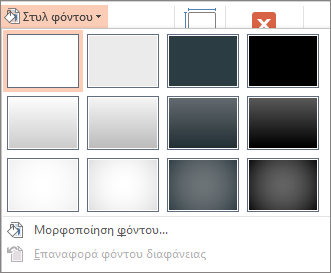 Στυλ φόντου
Μορφοποίηση φόντου...
Επαναφορά φόντου διαφάνειας